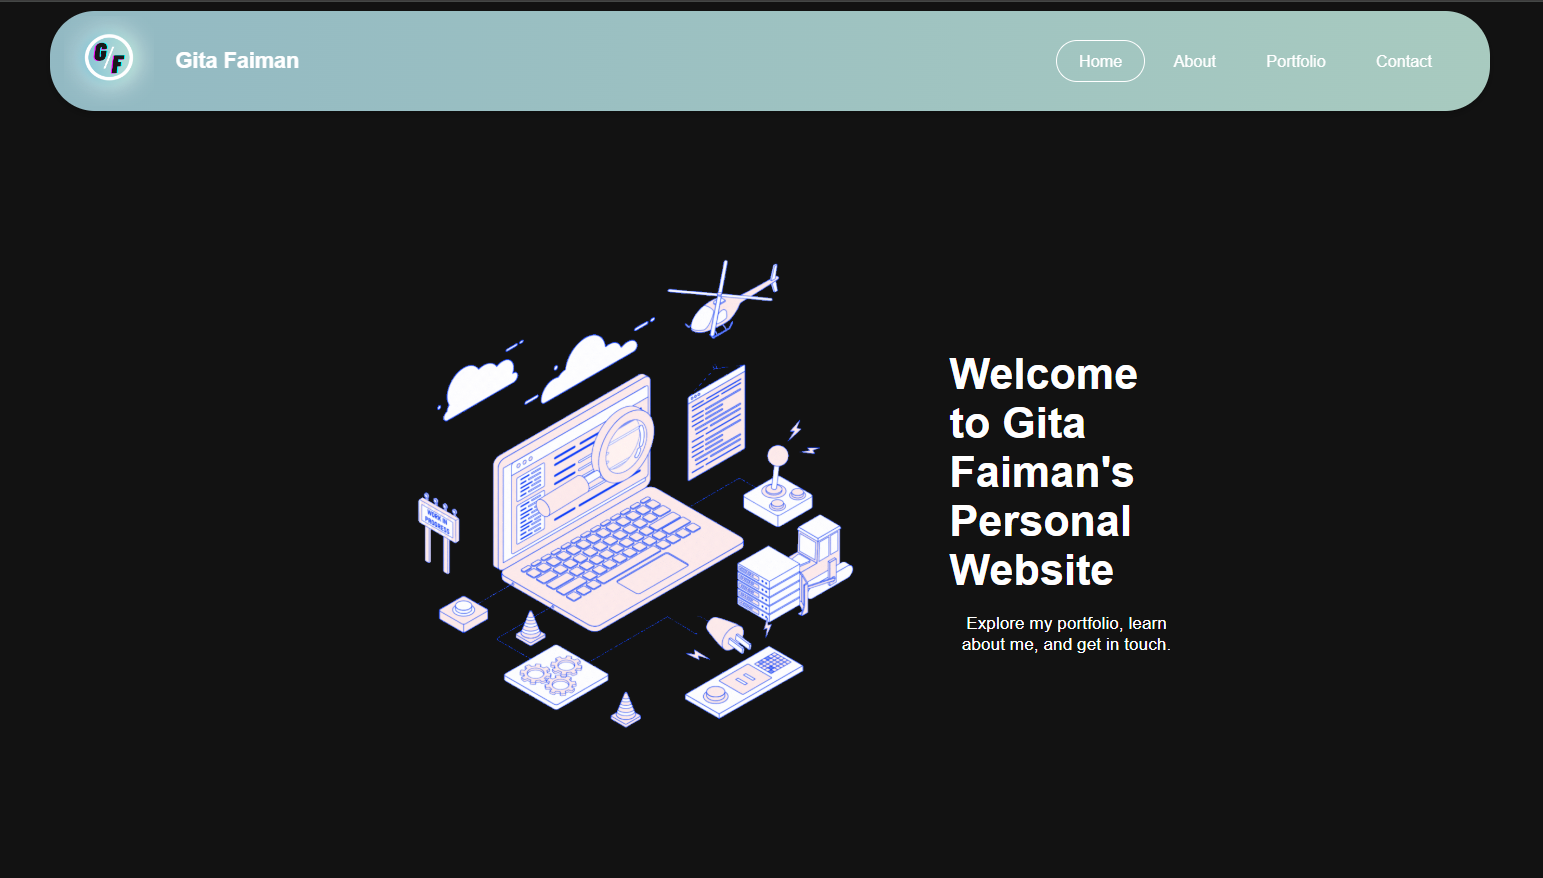 G/F
Gita Faiman
Home
About
Portfolio
Contact
WORK IN
PROGRESS
Welcome
to Gita
Faiman's
Personal
Website
Explore my portfolio, learn
about me, and get in touch.